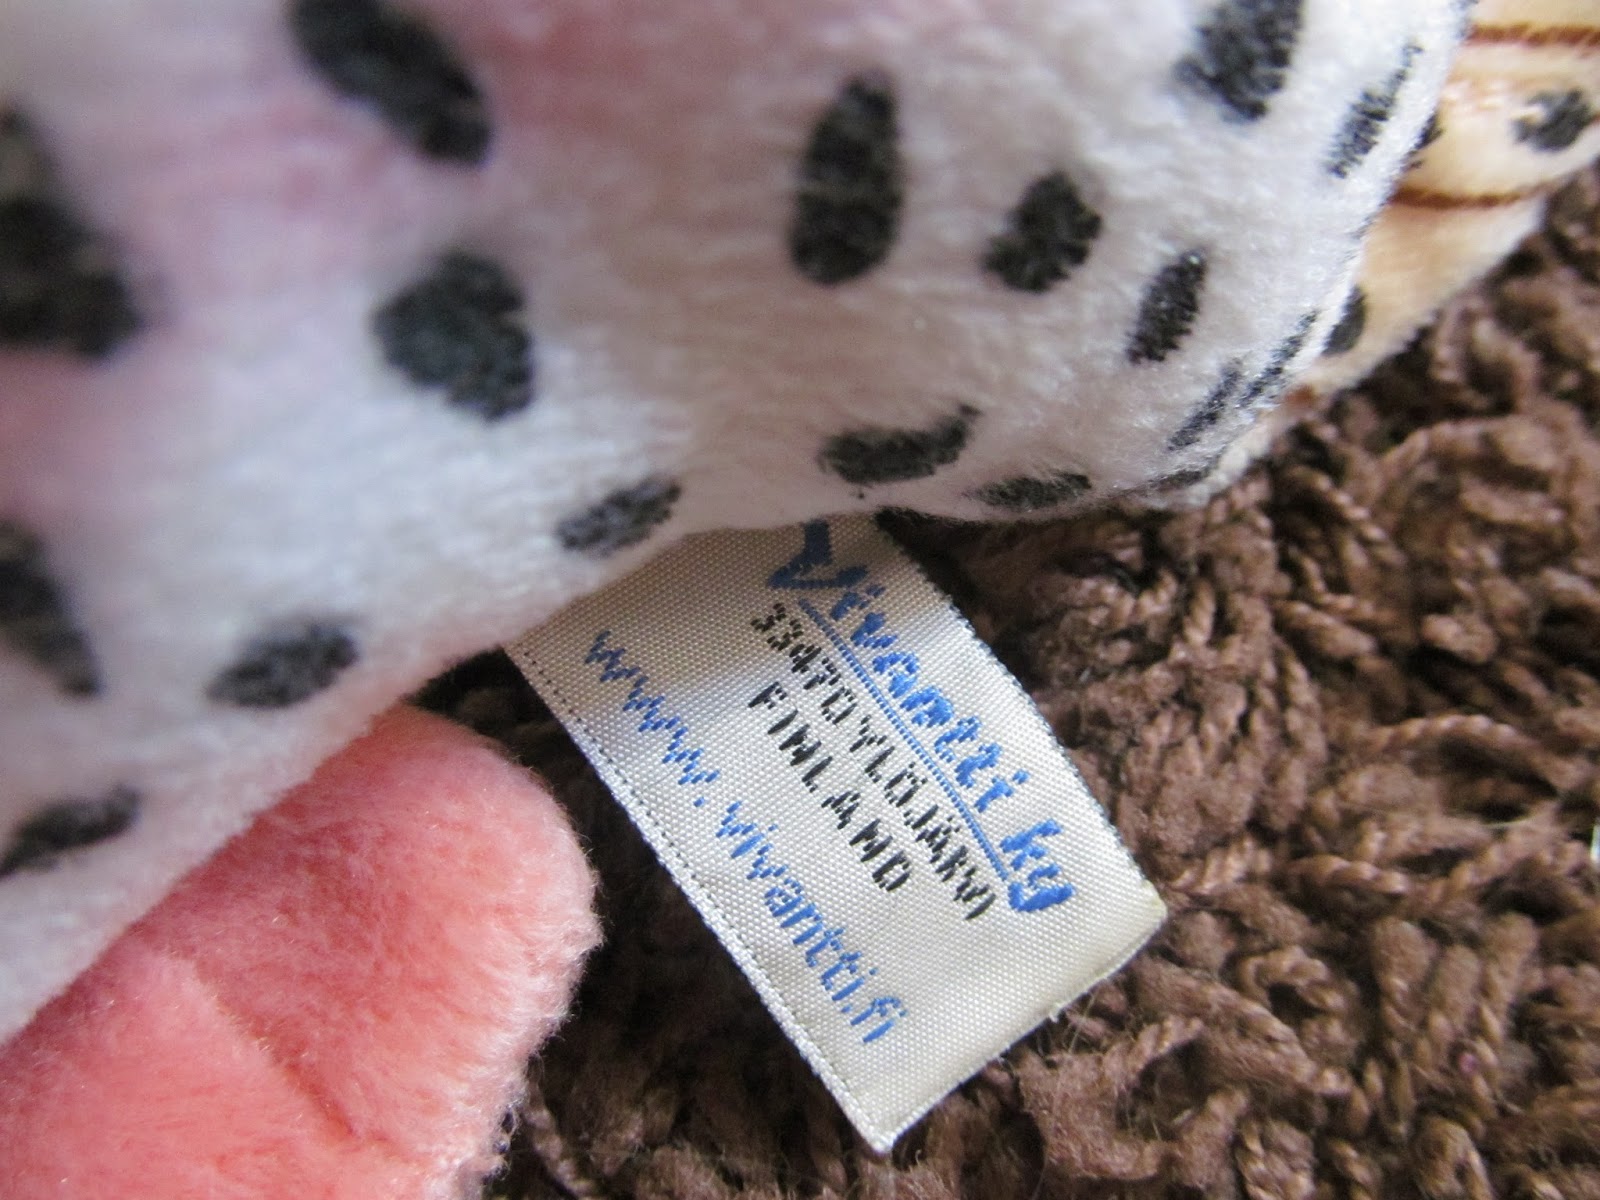 Vivantti ky
33470 YLÖJÄRVI
FINLAND
www.vivantti.fi